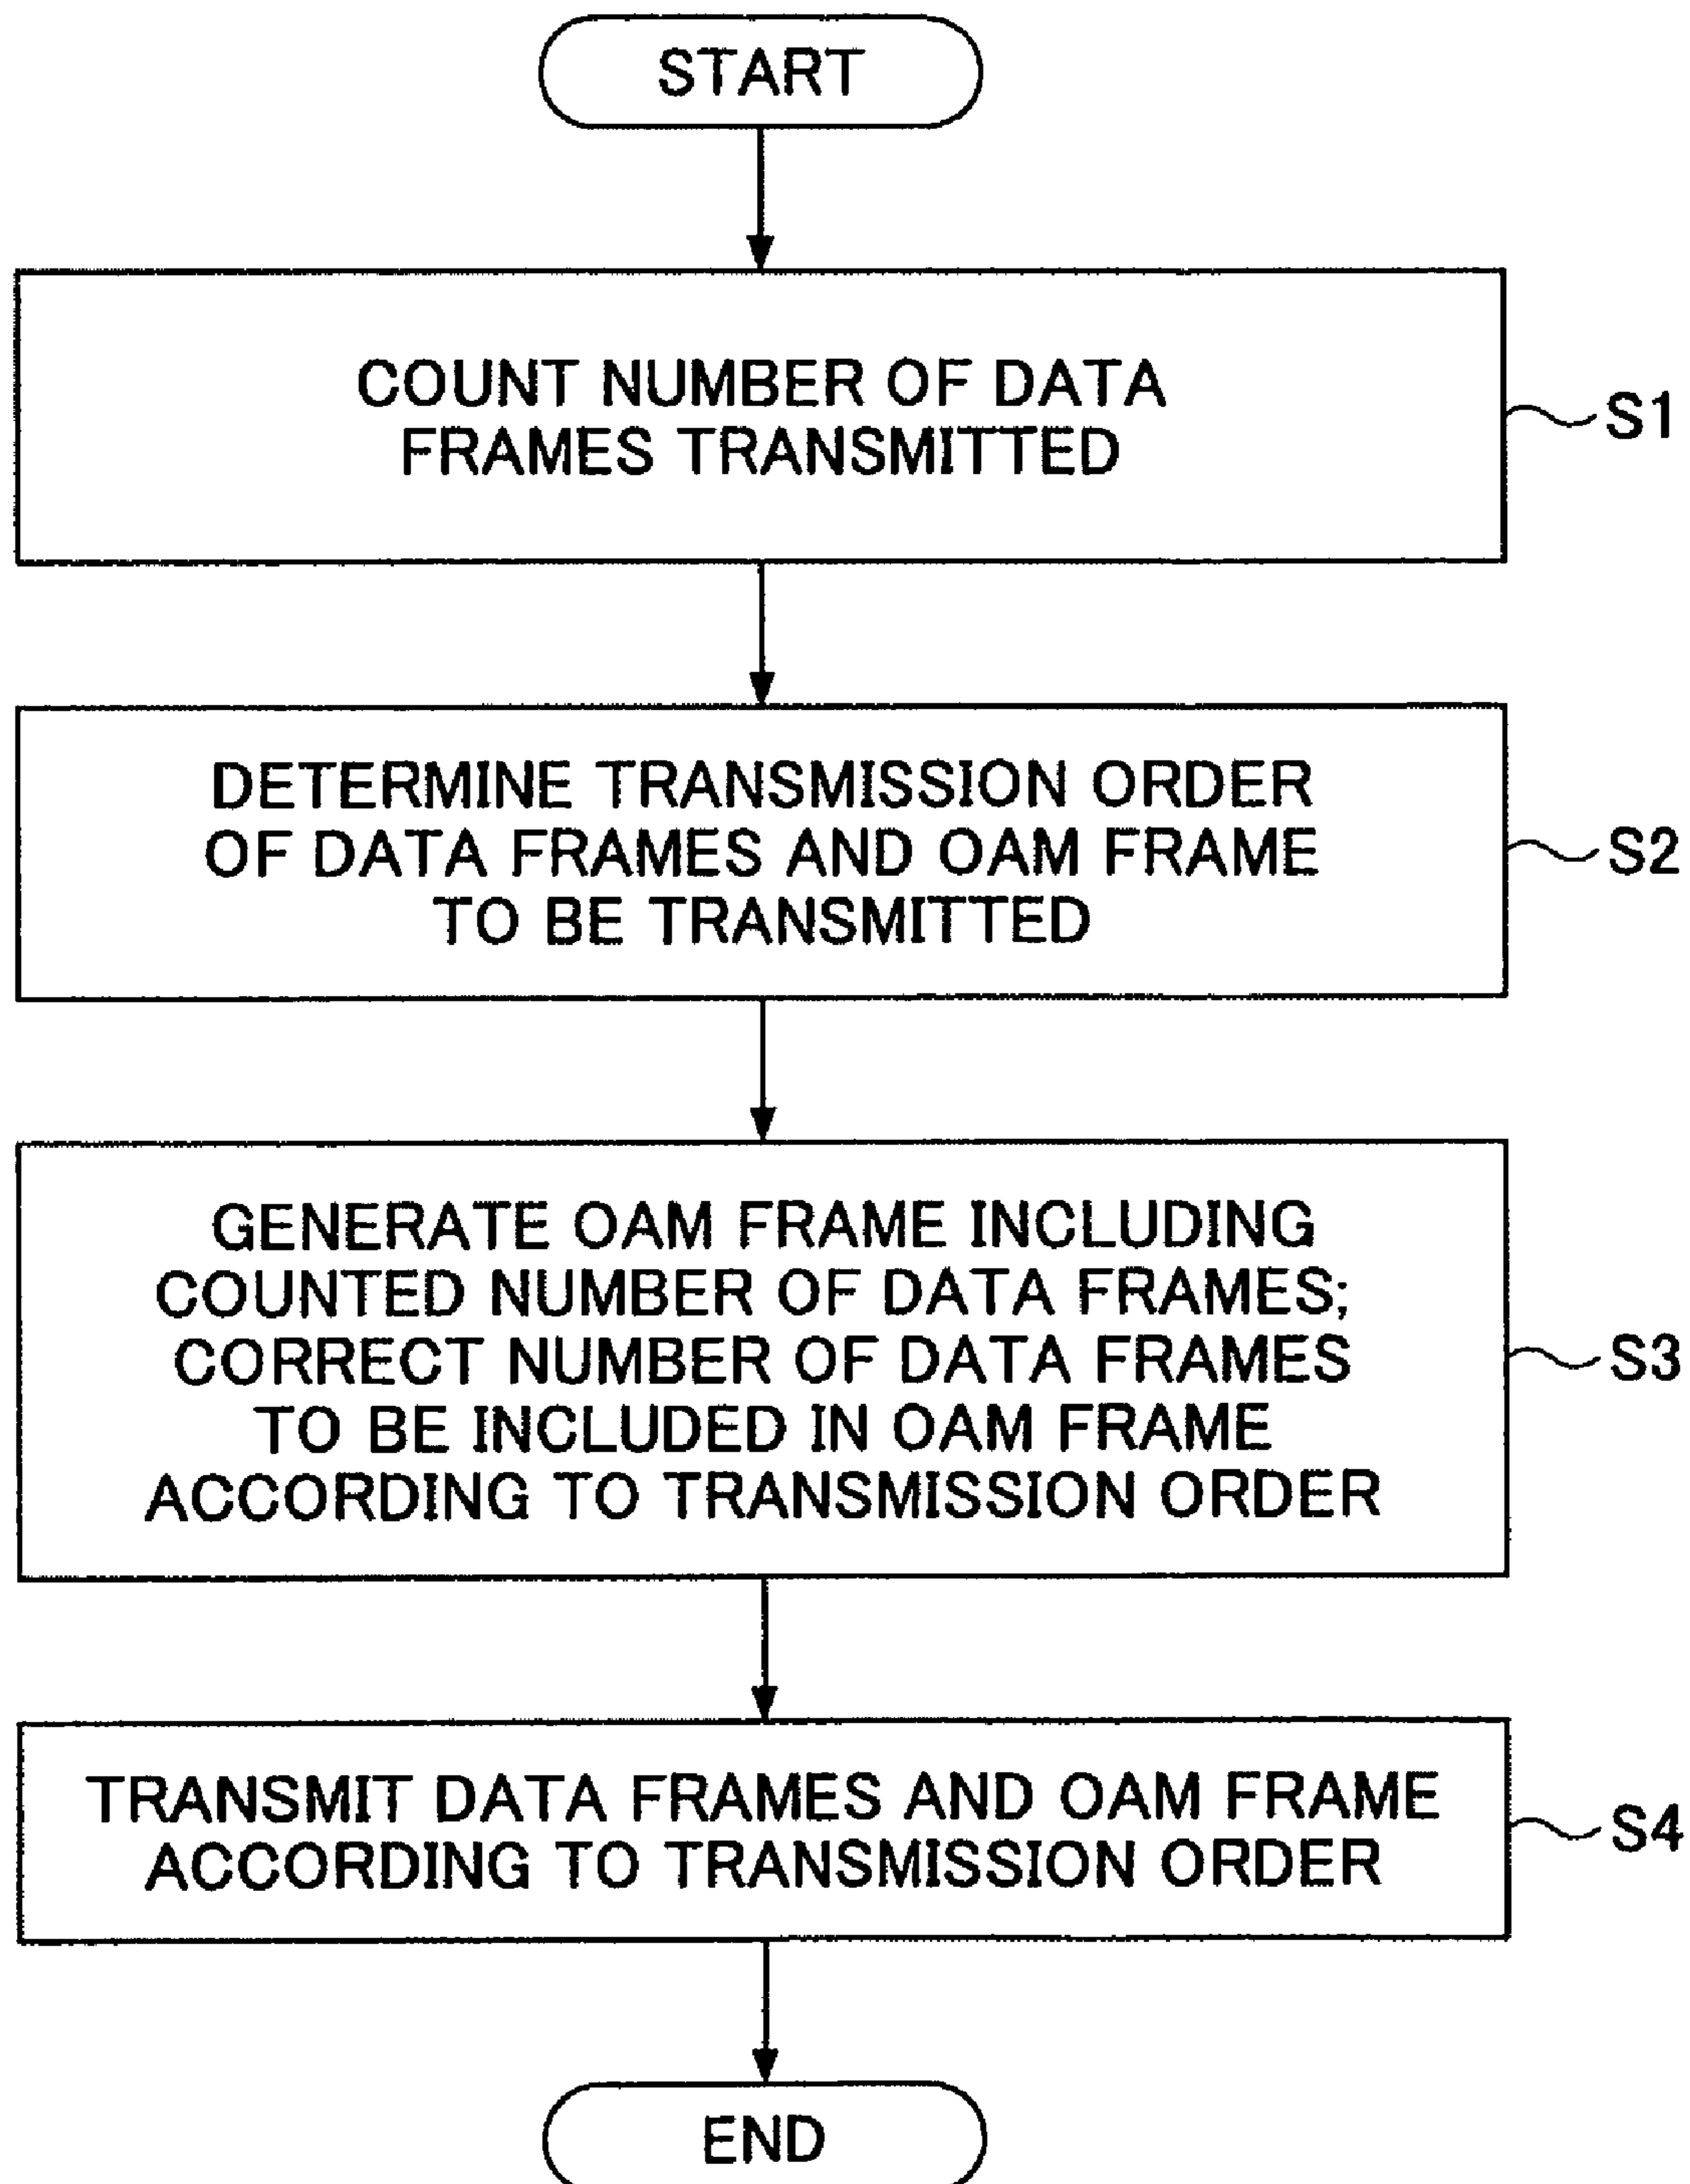 START
COUNT NUMBER OF DATA
FRAMES TRANSMITTED
S1
DETERMINE TRANSMISSION ORDER
OF DATA FRAMES AND OAM FRAME
TO BE TRANSMITTED
S2
GENERATE OAM FRAME INCLUDING
COUNTED NUMBER OF DATA FRAMES;
CORRECT NUMBER OF DATA FRAMES
TO BE INCLUDED IN OAM FRAME
ACCORDING TO TRANSMISSION ORDER
S3
TRANSMIT DATA FRAMES AND OAM FRAME
ACCORDING TO TRANSMISSION ORDER
S4
END